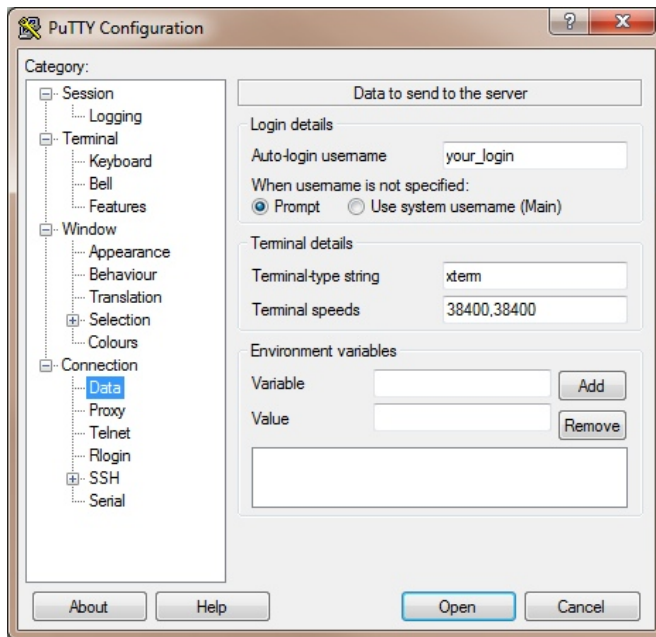 PuTTY Configuration
Category:
Session
Logging
Terminal
Keyboard
Bell
Features
Window
Appearance
Behaviour
Translation
Selection
Colours
Connection
Data
Proxy
Telnet
Rlogin
SSH
Serial
Data to send to the server
Login details
Auto-login username your_login
When username is not specified:
Prompt Use system username (Main)
Terminal details
Terminal-type string xterm
Terminal speeds 38400,38400
Environment variables
Variable Add
Value Remove
About Help Open Cancel